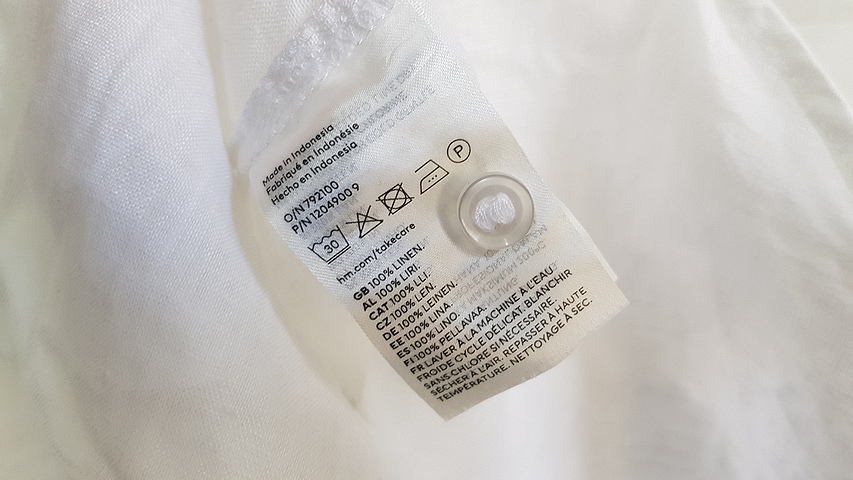 Made in Indonesia
Fabriqué en Indonésie
Hecho en Indonesia
O/N 792100
P/N 1204900 9
30
P
hm.com/takecare
GB 100% LINEN.
AL 100% LIRI.
CAT 100% LLI.
CZ 100% LEN.
DE 100% LEINEN.
EE 100% LINA.
ES 100% LINO.
FI 100% PELLAVAA.
FR LAVER À LA MACHINE À L'EAU
FROIDE CYCLE DÉLICAT. BLANCHIR
SANS CHLORE SI NÉCESSAIRE.
SÉCHER À L'AIR. REPASSER À HAUTE
TEMPÉRATURE. NETTOYAGE À SEC.